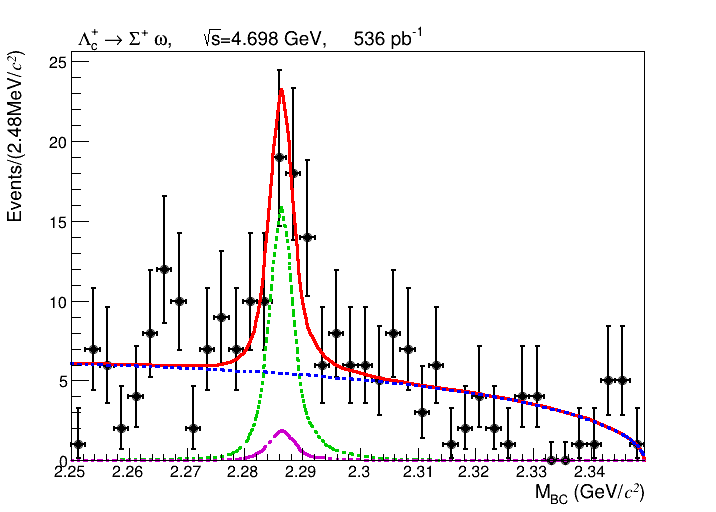 Λc+ → Σ+ ω, √s=4.698 GeV, 536 pb-1
Events/(2.48MeV/c2)
25
20
15
10
5
0
2.25 2.26 2.27 2.28 2.29 2.3 2.31 2.32 2.33 2.34
MBC (GeV/c2)